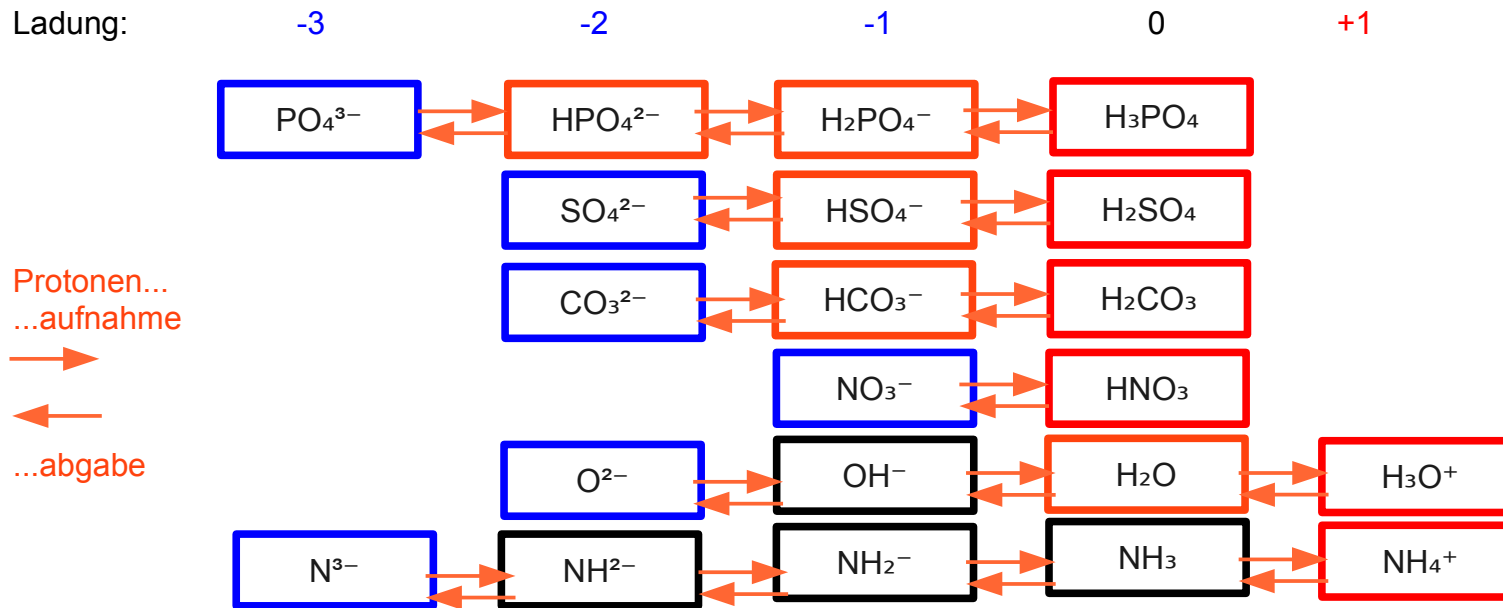 Ladung: -3 -2 -1 0 +1
PO₄³⁻ HPO₄²⁻ H₂PO₄⁻ H₃PO₄
SO₄²⁻ HSO₄⁻ H₂SO₄
CO₃²⁻ HCO₃⁻ H₂CO₃
Protonen...
...aufnahme
NO₃⁻ HNO₃
...abgabe
O²⁻ OH⁻ H₂O H₃O⁺
N³⁻ NH²⁻ NH₂⁻ NH₃ NH₄⁺